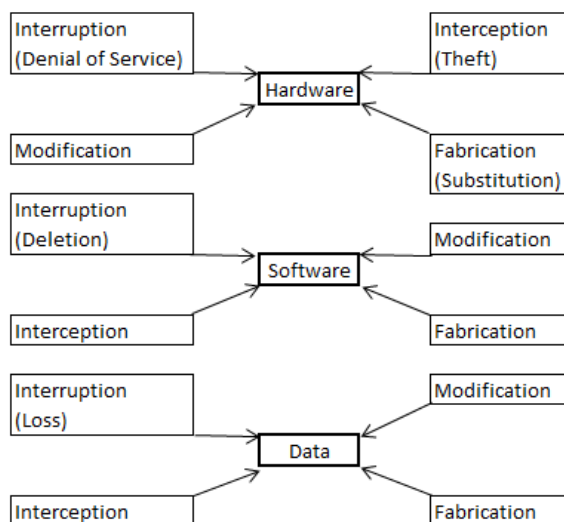 Interruption
(Denial of Service)
Interception
(Theft)
Hardware
Modification
Fabrication
(Substitution)
Interruption
(Deletion)
Modification
Software
Interception
Fabrication
Interruption
(Loss)
Modification
Data
Interception
Fabrication